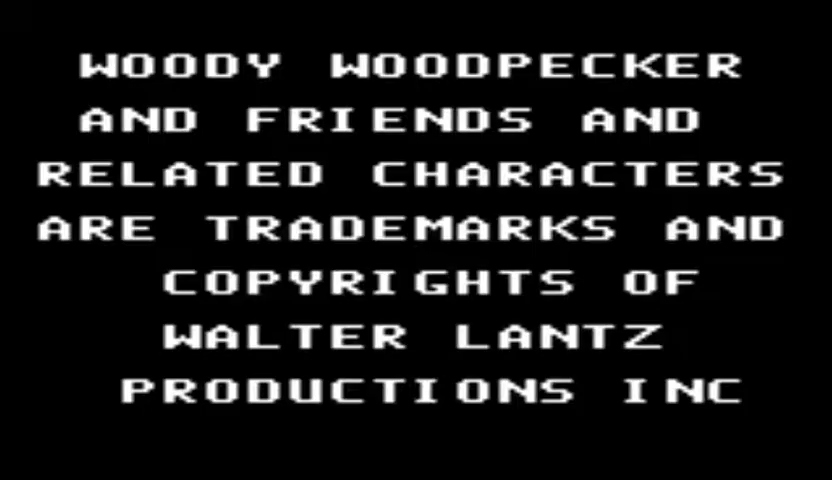 WOODY WOODPECKER
AND FRIENDS AND
RELATED CHARACTERS
ARE TRADEMARKS AND
COPYRIGHTS OF
WALTER LANTZ
PRODUCTIONS INC